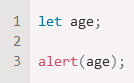 1 let age;
2
3 alert(age);